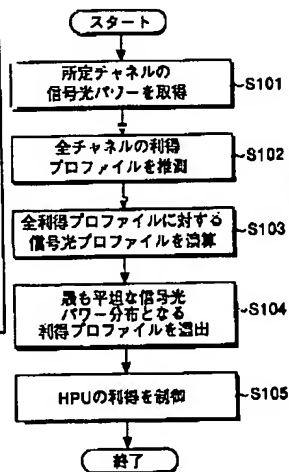 スタート
所定チャネルの
信号光パワーを取得
S101
全チャネルの利得
プロファイルを推測
S102
全利得プロファイルに対する
信号光プロファイルを演算
S103
最も平坦な信号光
パワー分布となる
利得プロファイルを選出
S104
HPUの利得を制御
S105
終了